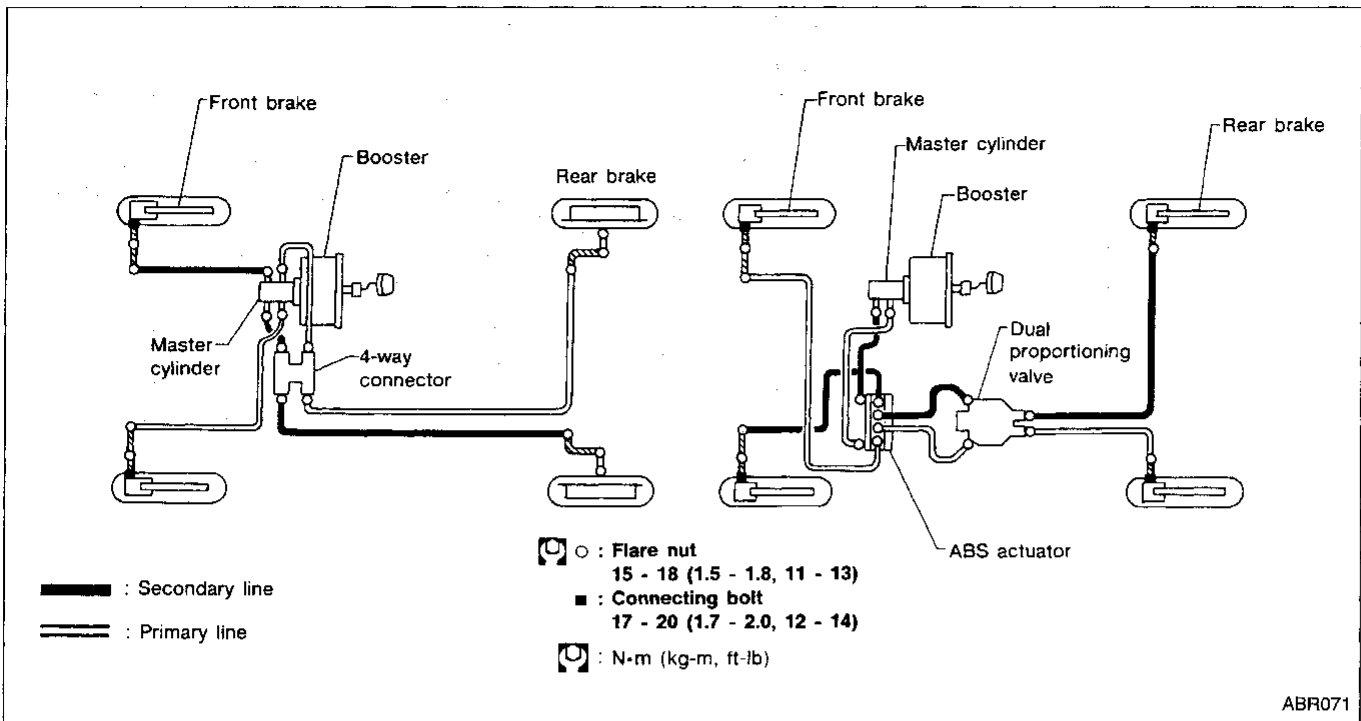 Front brake
Booster
Rear brake
Master
cylinder
4-way
connector
Front brake
Master cylinder
Booster
Rear brake
Dual
proportioning
valve
ABS actuator
: Secondary line
: Primary line
○ : Flare nut
15 - 18 (1.5 - 1.8, 11 - 13)
■ : Connecting bolt
17 - 20 (1.7 - 2.0, 12 - 14)
: N•m (kg-m, ft-lb)
ABR071